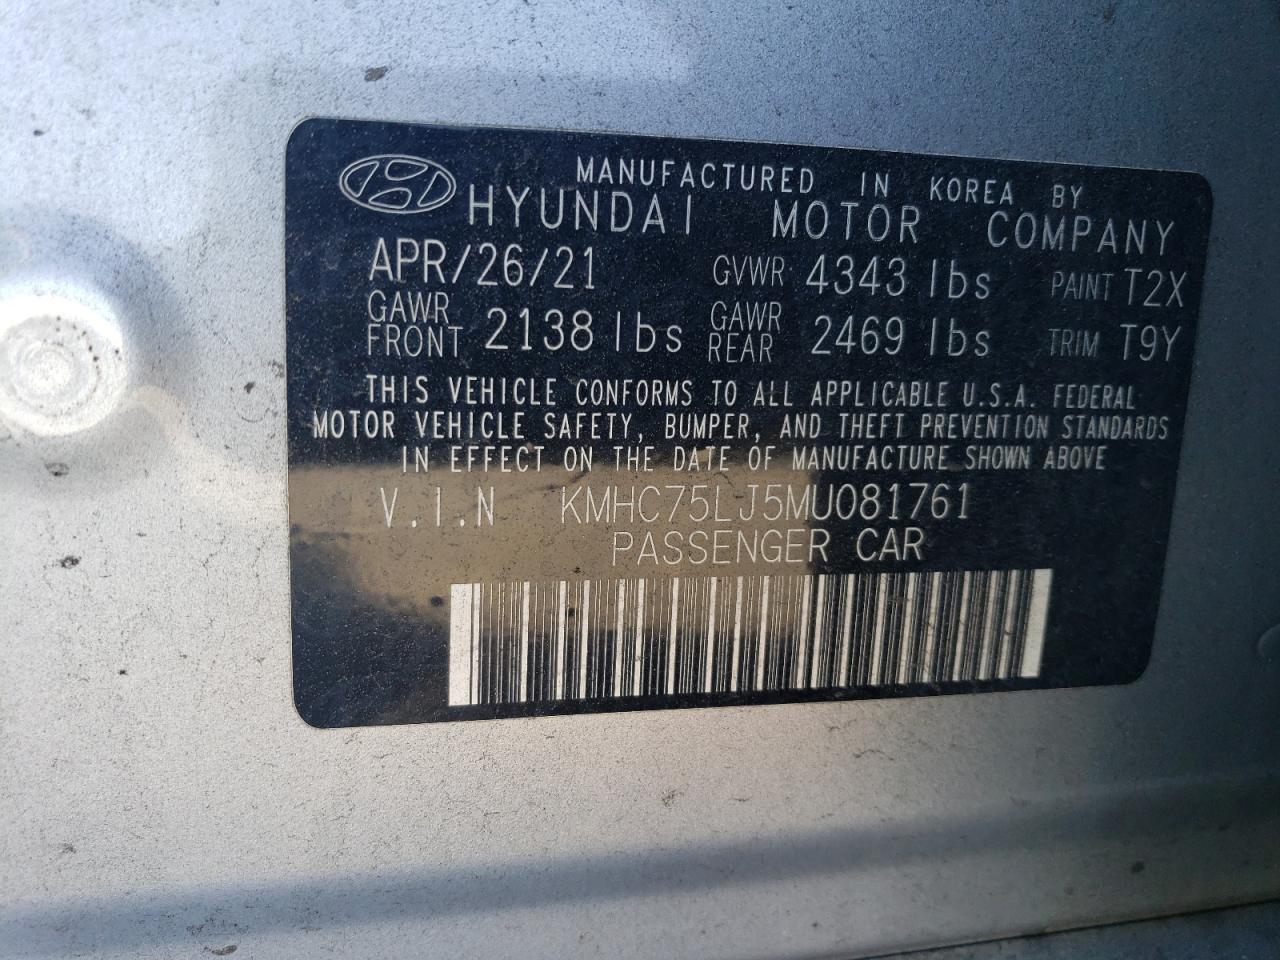 MANUFACTURED IN KOREA BY
HYUNDAI MOTOR COMPANY
APR/26/21 GVWR 4343 lbs PAINT T2X
GAWR FRONT 2138 lbs GAWR REAR 2469 lbs TRIM T9Y
THIS VEHICLE CONFORMS TO ALL APPLICABLE U.S.A. FEDERAL
MOTOR VEHICLE SAFETY, BUMPER, AND THEFT PREVENTION STANDARDS
IN EFFECT ON THE DATE OF MANUFACTURE SHOWN ABOVE
V.I.N KMHC75LJ5MU081761
PASSENGER CAR